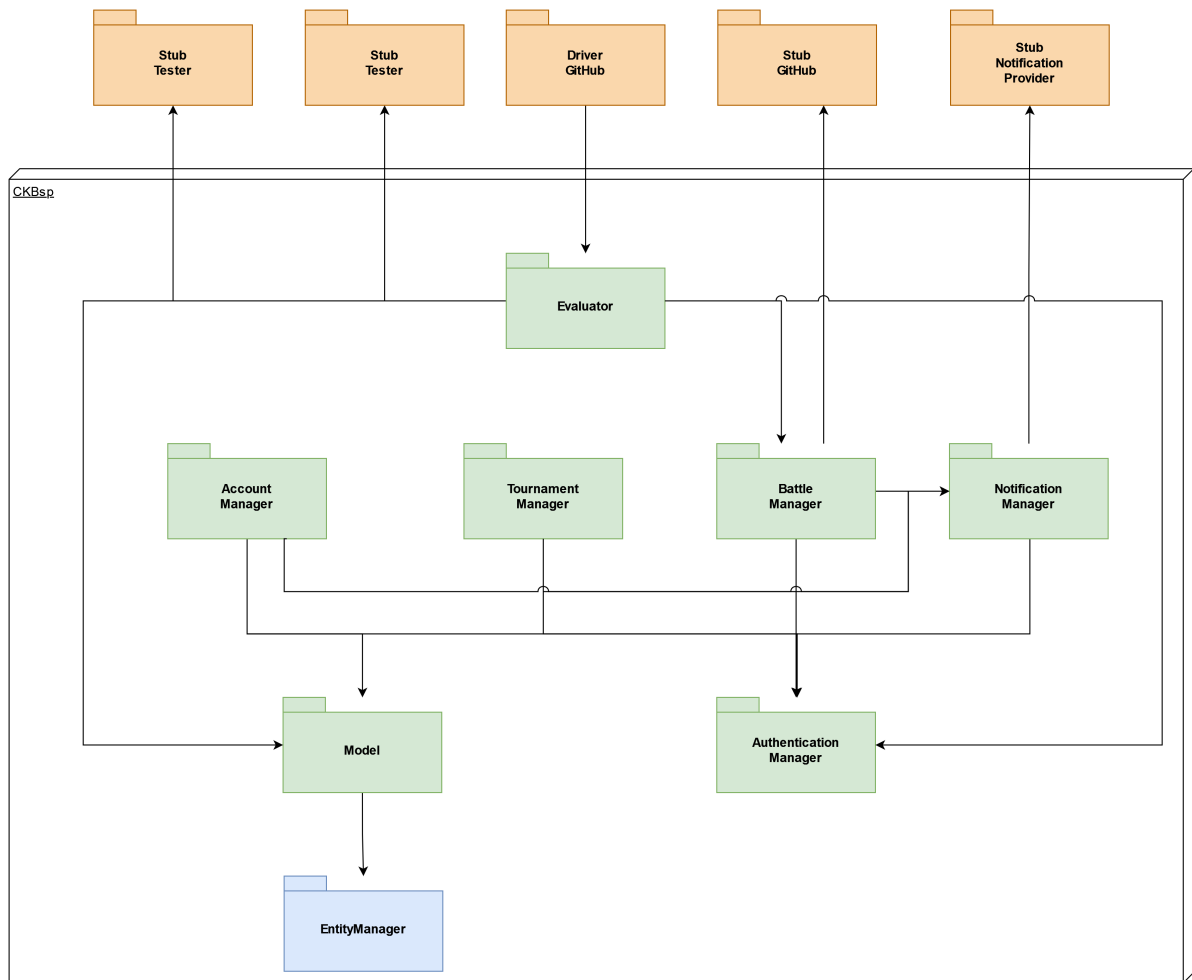 Stub
Tester
Stub
Tester
Driver
GitHub
Stub
GitHub
Stub
Notification
Provider
CKBsp
Evaluator
Account
Manager
Tournament
Manager
Battle
Manager
Notification
Manager
Model
Authentication
Manager
EntityManager